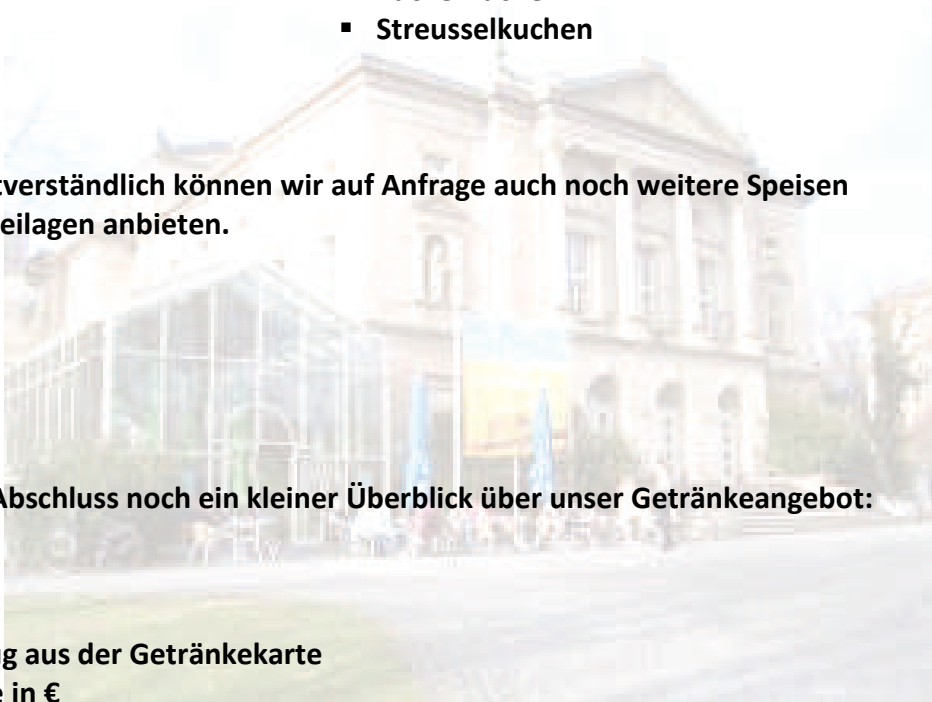 ▪ Streusselkuchen
tverständlich können wir auf Anfrage auch noch weitere Speisen
eilagen anbieten.
Abschluss noch ein kleiner Überblick über unser Getränkeangebot:
g aus der Getränkekarte
e in €